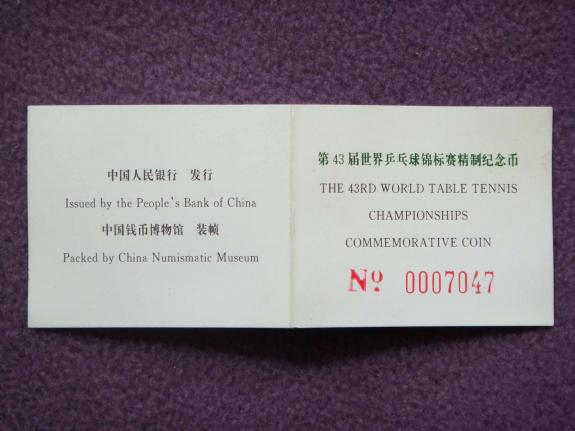 中国人民银行 发行
Issued by the People's Bank of China
中国钱币博物馆 装帧
Packed by China Numismatic Museum
第43届世界乒乓球锦标赛精制纪念币
THE 43RD WORLD TABLE TENNIS
CHAMPIONSHIPS
COMMEMORATIVE COIN
№ 0007047